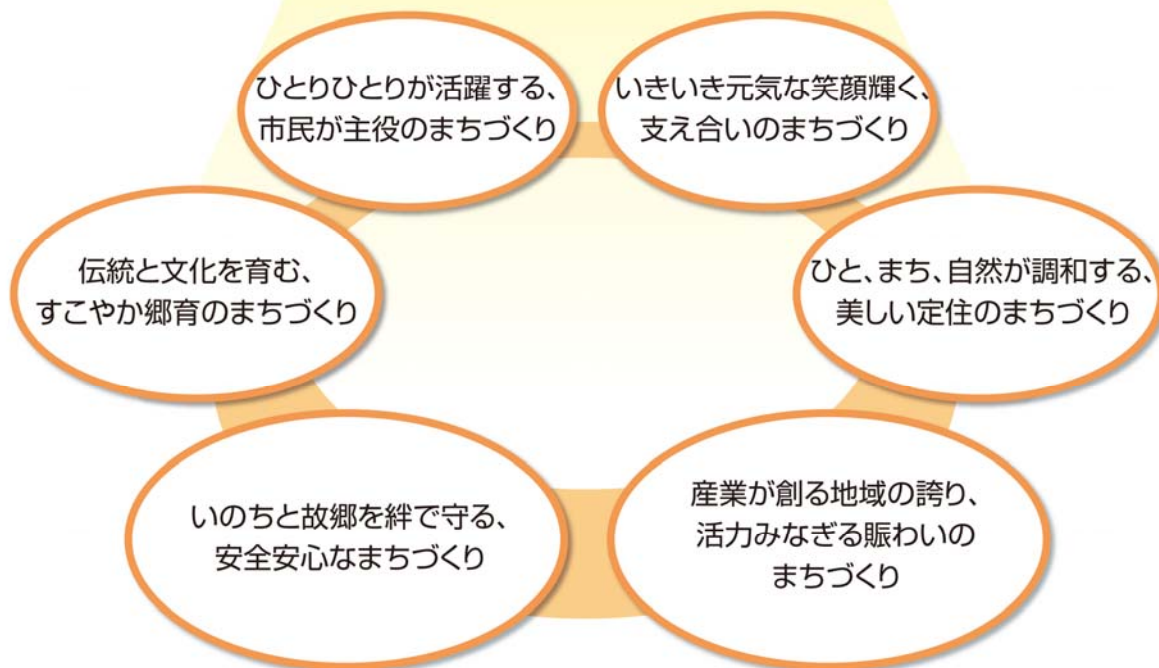 ひとりひとりが活躍する、
市民が主役のまちづくり
いきいき元気な笑顔輝く、
支え合いのまちづくり
伝統と文化を育む、
すこやか郷育のまちづくり
ひと、まち、自然が調和する、
美しい定住のまちづくり
いのちと故郷を絆で守る、
安全安心なまちづくり
産業が創る地域の誇り、
活力みなぎる賑わいの
まちづくり